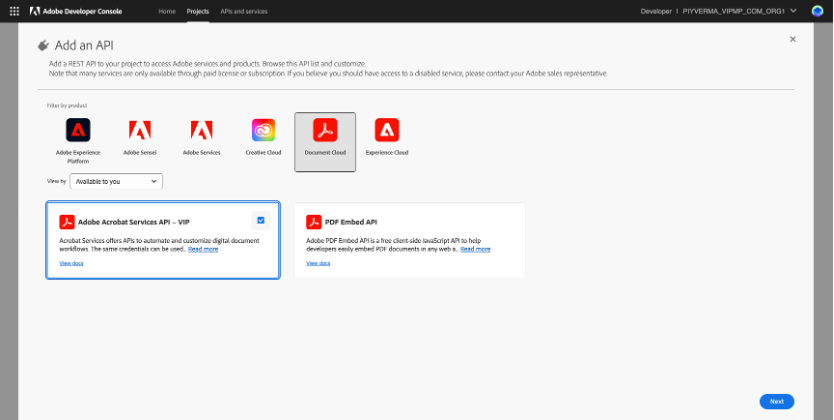 Adobe Developer Console
Home
Projects
APIs and services
Developer | PIYVERMA_VIPMP_COM_ORG1
Add an API
Add a REST API to your project to access Adobe services and products. Browse this API list and customize.
Note that many services are only available through paid license or subscription. If you believe you should have access to a disabled service, please contact your Adobe sales representative.
Filter by product
Adobe Experience
Platform
Adobe Sensei
Adobe Services
Creative Cloud
Document Cloud
Experience Cloud
View by
Available to you
Adobe Acrobat Services API – VIP
Acrobat Services offers APIs to automate and customize digital document
workflows. The same credentials can be used.. Read more
View docs
PDF Embed API
Adobe PDF Embed API is a free client-side JavaScript API to help
developers easily embed PDF documents in any web a.. Read more
View docs
Next